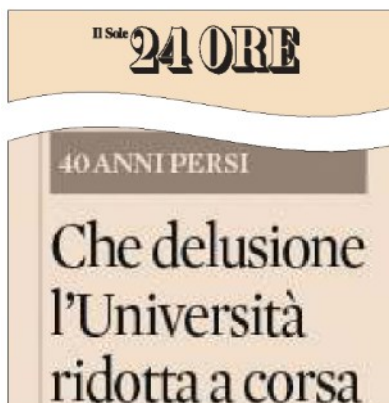 Il Sole
24 ORE
40 ANNI PERSI
Che delusione
l’Università
ridotta a corsa